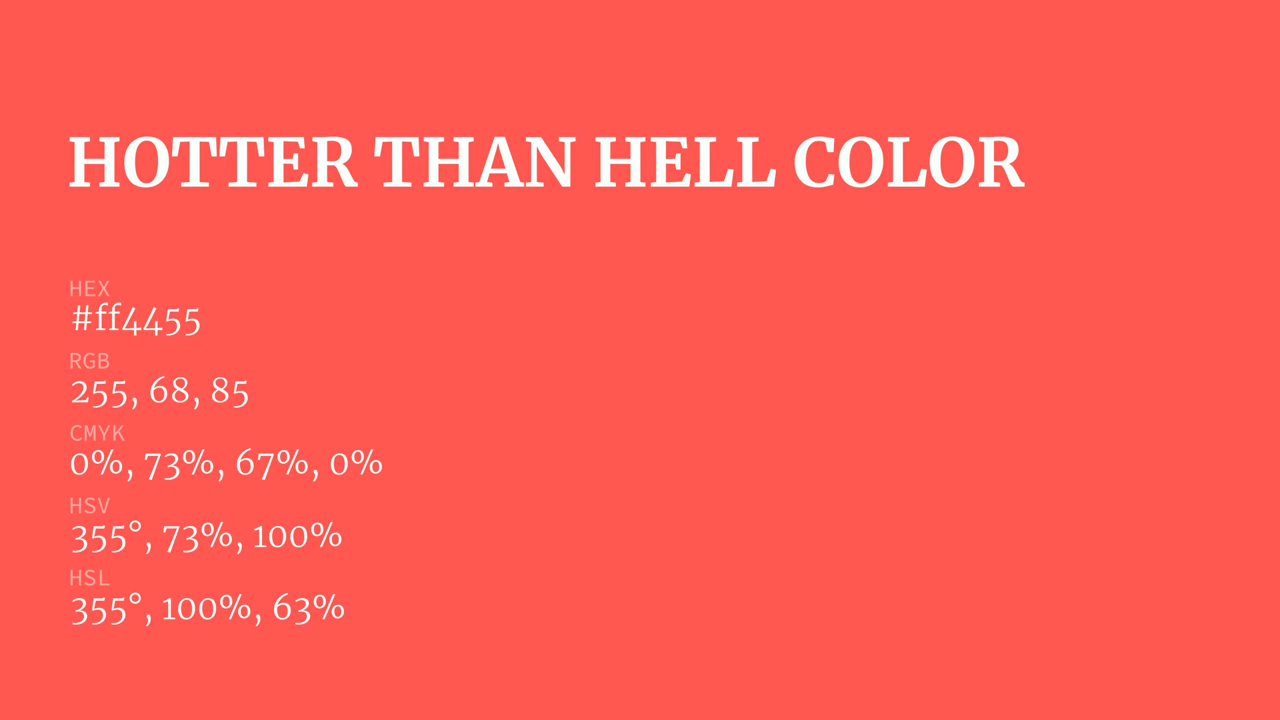 HOTTER THAN HELL COLOR
HEX
#ff4455
RGB
255, 68, 85
CMYK
0%, 73%, 67%, 0%
HSV
355°, 73%, 100%
HSL
355°, 100%, 63%